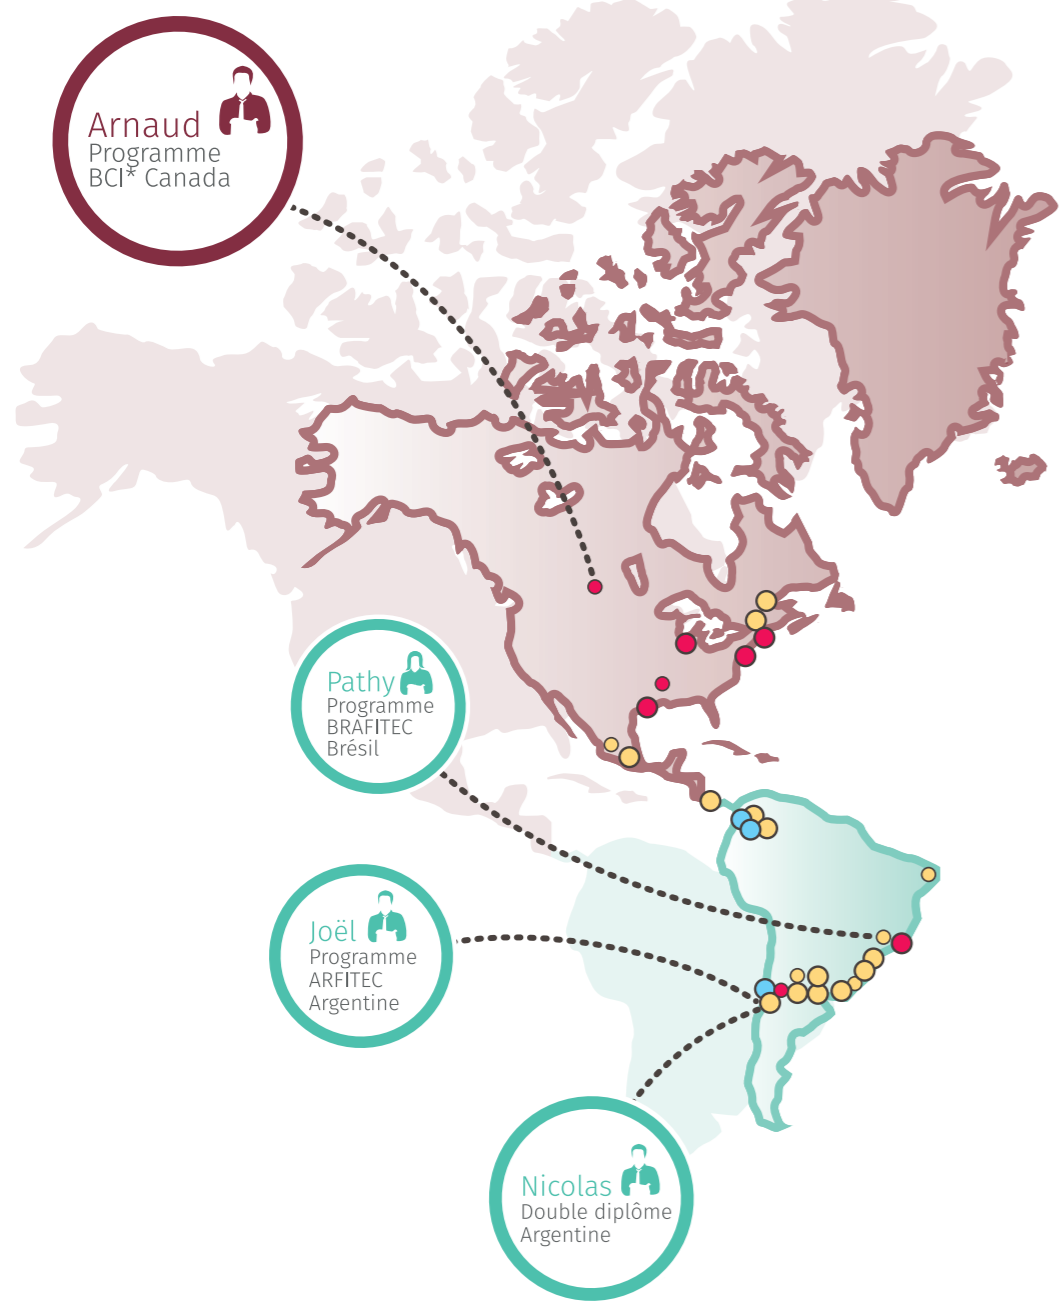 Arnaud
Programme
BCI* Canada
Pathy
Programme
BRAFITEC
Brésil
Joël
Programme
ARFITEC
Argentine
Nicolas
Double diplôme
Argentine